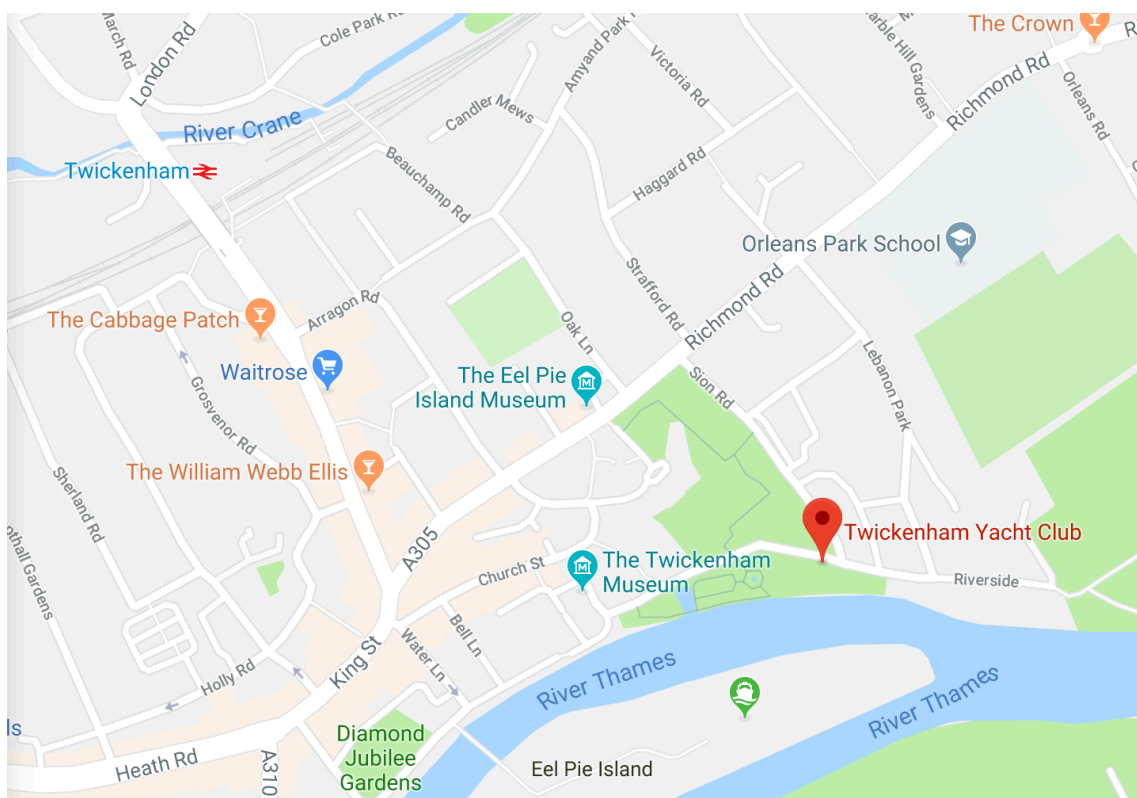 March Rd
London Rd
Cole Park Rd
Amyand Park
Victoria Rd
Marble Hill Gardens
The Crown
Richmond Rd
Orleans Rd
River Crane
Candler Mews
Twickenham
Beauchamp Rd
Haggard Rd
Orleans Park School
Strafford Rd
Richmond Rd
Arragon Rd
The Cabbage Patch
Oak Ln
Waitrose
The Eel Pie
Island Museum
Sion Rd
Lebanon Park
Grosvenor Rd
The William Webb Ellis
Sherland Rd
A305
Twickenham Yacht Club
othall Gardens
Church St
The Twickenham
Museum
Riverside
Bell Ln
Water Ln
King St
Holly Rd
River Thames
River Thames
ls
Diamond
Jubilee
Gardens
Heath Rd
A310
Eel Pie Island